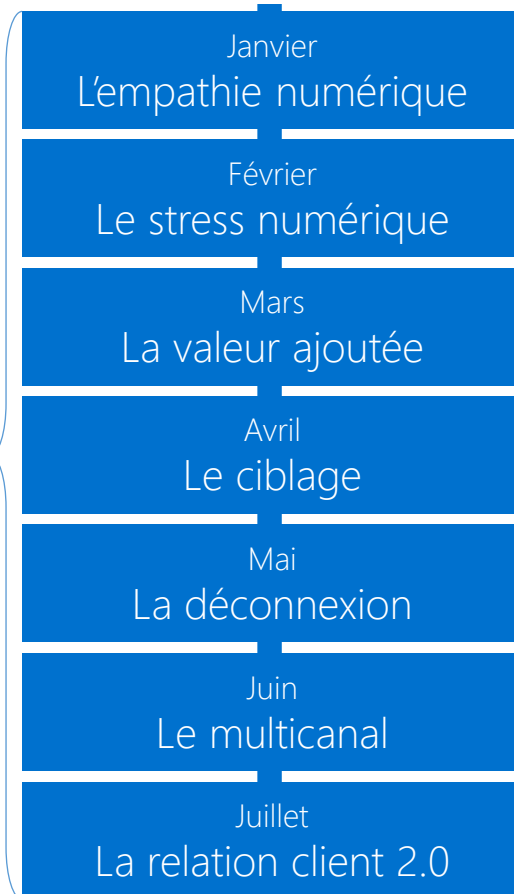 Janvier
L'empathie numérique
Février
Le stress numérique
Mars
La valeur ajoutée
Avril
Le ciblage
Mai
La déconnexion
Juin
Le multicanal
Juillet
La relation client 2.0